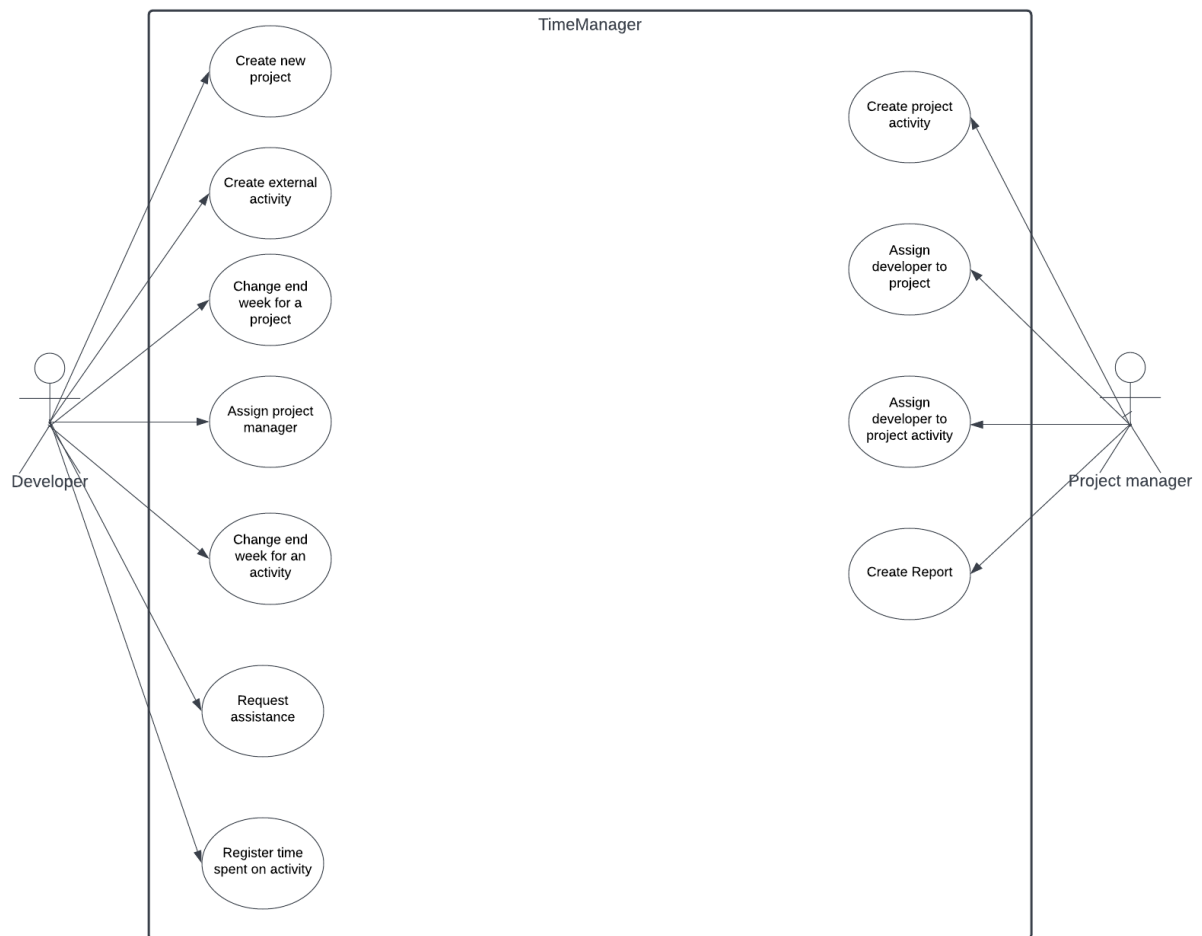 TimeManager
Create new
project
Create external
activity
Change end
week for a
project
Assign project
manager
Change end
week for an
activity
Request
assistance
Register time
spent on activity
Developer
Create project
activity
Assign
developer to
project
Assign
developer to
project activity
Create Report
Project manager